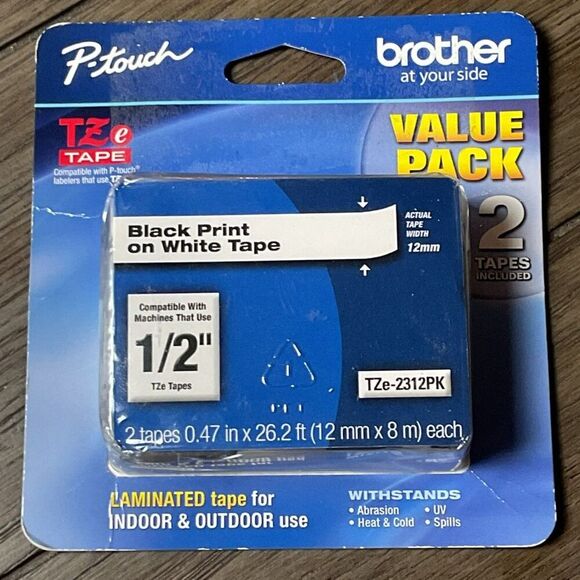 P-touch
brother
at your side
TZe
TAPE
Compatible with P-touch®
labelers that use
VALUE
PACK
2
TAPES
INCLUDED
Black Print
on White Tape
ACTUAL
TAPE
WIDTH
12mm
Compatible With
Machines That Use
1/2"
TZe Tapes
TZe-2312PK
2 tapes 0.47 in x 26.2 ft (12 mm x 8 m) each
LAMINATED tape for
INDOOR & OUTDOOR use
WITHSTANDS
• Abrasion • UV
• Heat & Cold • Spills